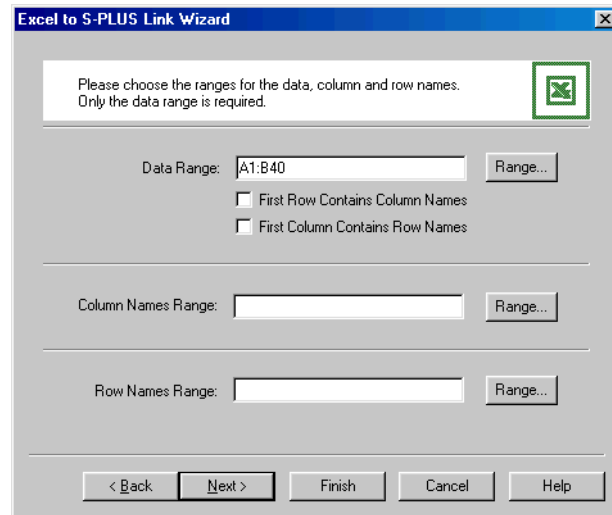 Excel to S-PLUS Link Wizard
Please choose the ranges for the data, column and row names.
Only the data range is required.
Data Range: A1:B40 Range...
First Row Contains Column Names
First Column Contains Row Names
Column Names Range: Range...
Row Names Range: Range...
< Back Next > Finish Cancel Help